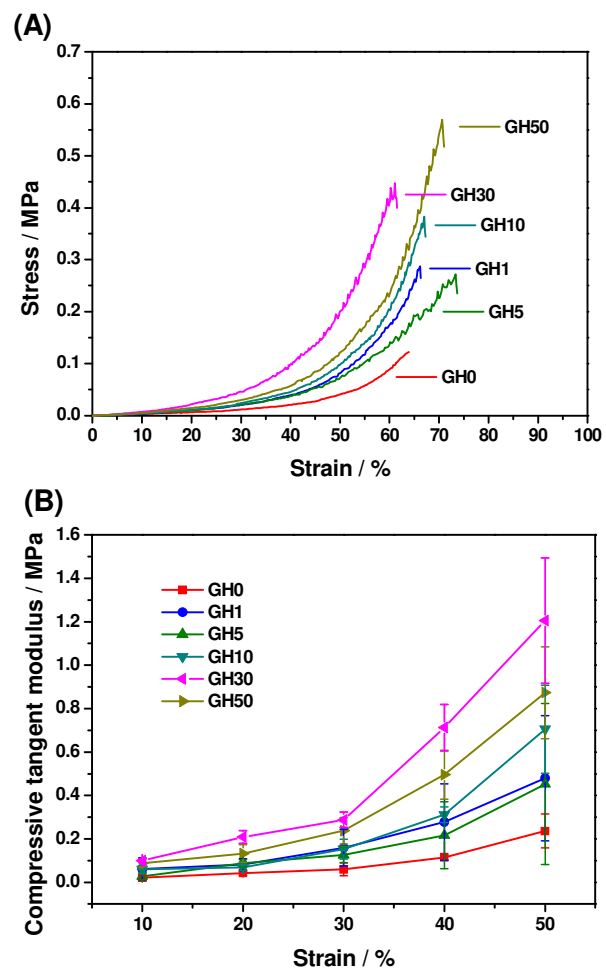 (A)
0.7
0.6
0.5
0.4
0.3
0.2
0.1
0.0
Stress / MPa
GH50
GH30
GH10
GH1
GH5
GH0
0 10 20 30 40 50 60 70 80 90 100
Strain / %
(B)
1.6
1.4
1.2
1.0
0.8
0.6
0.4
0.2
0.0
Compressive tangent modulus / MPa
GH0
GH1
GH5
GH10
GH30
GH50
10 20 30 40 50
Strain / %